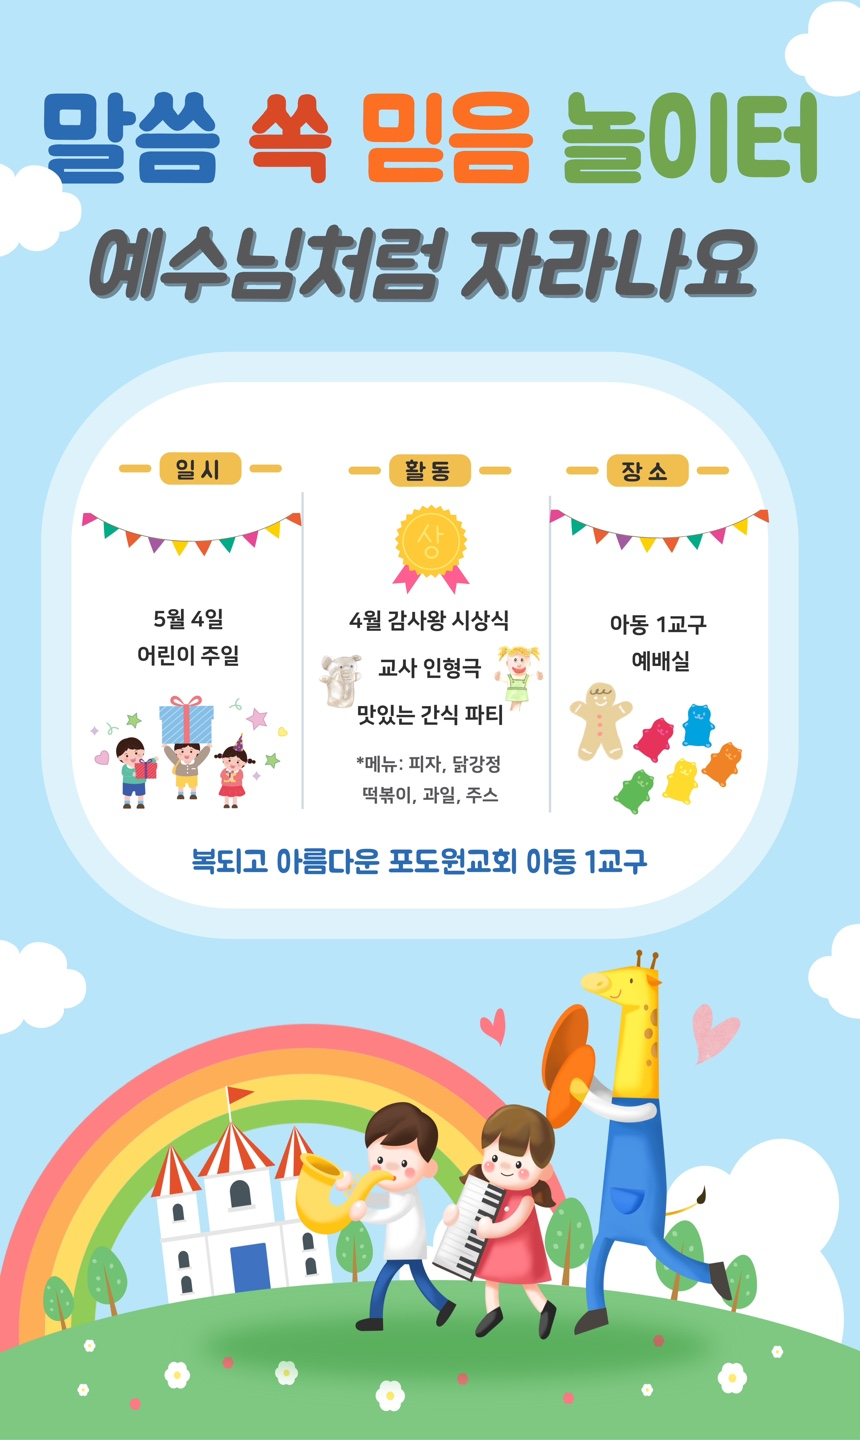 말씀 쏙 믿음 놀이터
예수님처럼 자라나요
일시
5월 4일
어린이 주일
활동
상
4월 감사왕 시상식
교사 인형극
맛있는 간식 파티
*메뉴: 피자, 닭강정
떡볶이, 과일, 주스
장소
아동 1교구
예배실
복되고 아름다운 포도원교회 아동 1교구